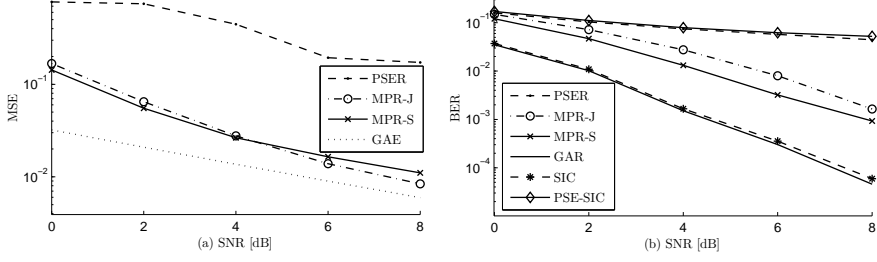 MSE
10⁻¹
10⁻²
0
2
4
6
8
(a) SNR [dB]
PSER
MPR-J
MPR-S
GAE
BER
10⁻¹
10⁻²
10⁻³
10⁻⁴
0
2
4
6
8
(b) SNR [dB]
PSER
MPR-J
MPR-S
GAR
SIC
PSE-SIC